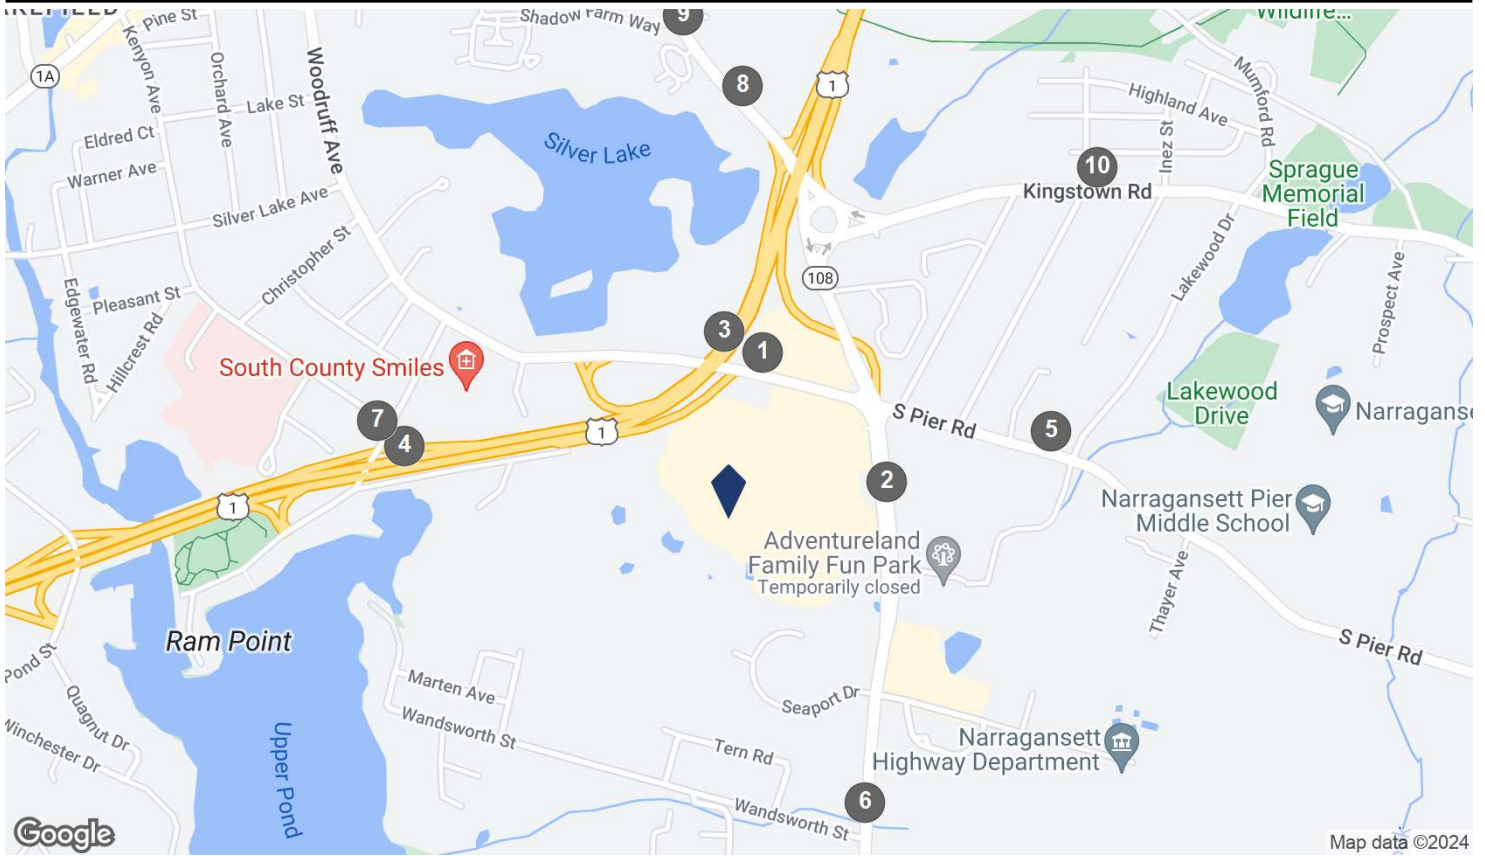 Pine St
Shadow Farm Way
9
Wildlife...
1A
Kenyon Ave
Orchard Ave
Woodruff Ave
8
1
Mumford Rd
Highland Ave
Lake St
Eldred Ct
Silver Lake
Inez St
10
Warner Ave
Kingstown Rd
Sprague
Memorial
Field
Silver Lake Ave
Christopher St
Lakewood Dr
Edgewater Rd
Pleasant St
108
Prospect Ave
Hillcrest Rd
3
1
South County Smiles
Lakewood
Drive
Narraganse
7
4
1
S Pier Rd
5
2
1
Narragansett Pier
Middle School
Adventureland
Family Fun Park
Temporarily closed
Thayer Ave
Ram Point
S Pier Rd
Pond St
Quagnut Dr
Marten Ave
Seaport Dr
Winchester Dr
Wandsworth St
Upper Pond
Tern Rd
Narragansett
Highway Department
6
Wandsworth St
Google
Map data ©2024